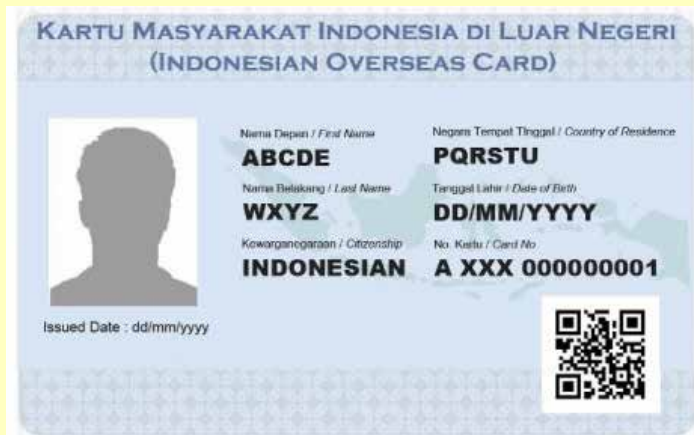 KARTU MASYARAKAT INDONESIA DI LUAR NEGERI
(INDONESIAN OVERSEAS CARD)
Nama Depan / First Name
ABCDE
Negara Tempat TInggal / Country of Residence
PQRSTU
Nama Belakang / Last Name
WXYZ
Tanggal Lahir / Date of Birth
DD/MM/YYYY
Kewarganegaraan / Citizenship
INDONESIAN
No. Kartu / Card No
A XXX 000000001
Issued Date : dd/mm/yyyy